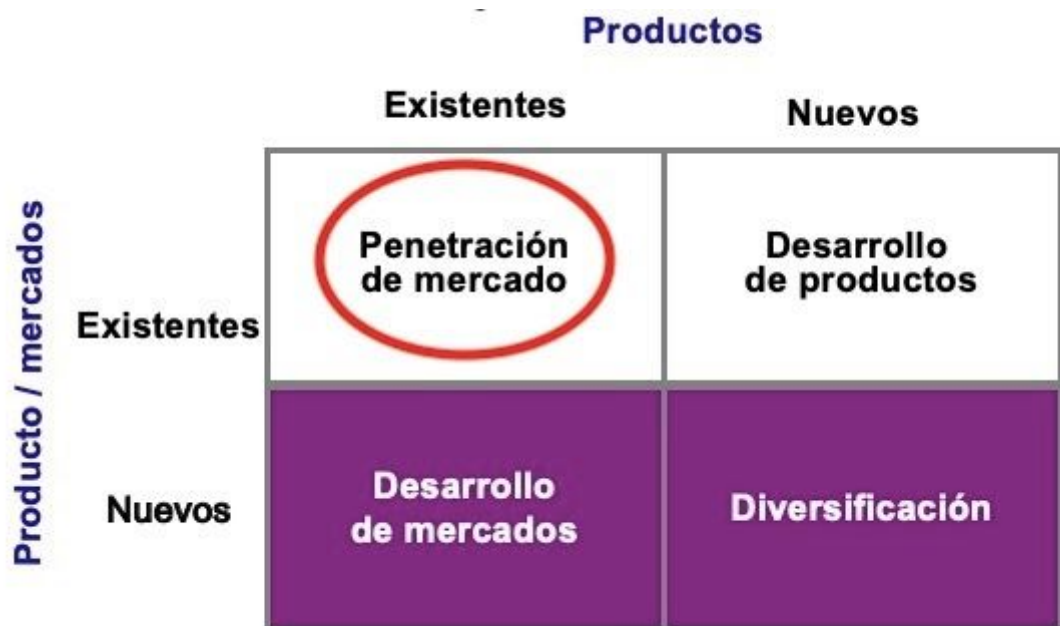 Productos
Existentes
Nuevos
Producto / mercados
Existentes
Penetración
de mercado
Desarrollo
de productos
Nuevos
Desarrollo
de mercados
Diversificación